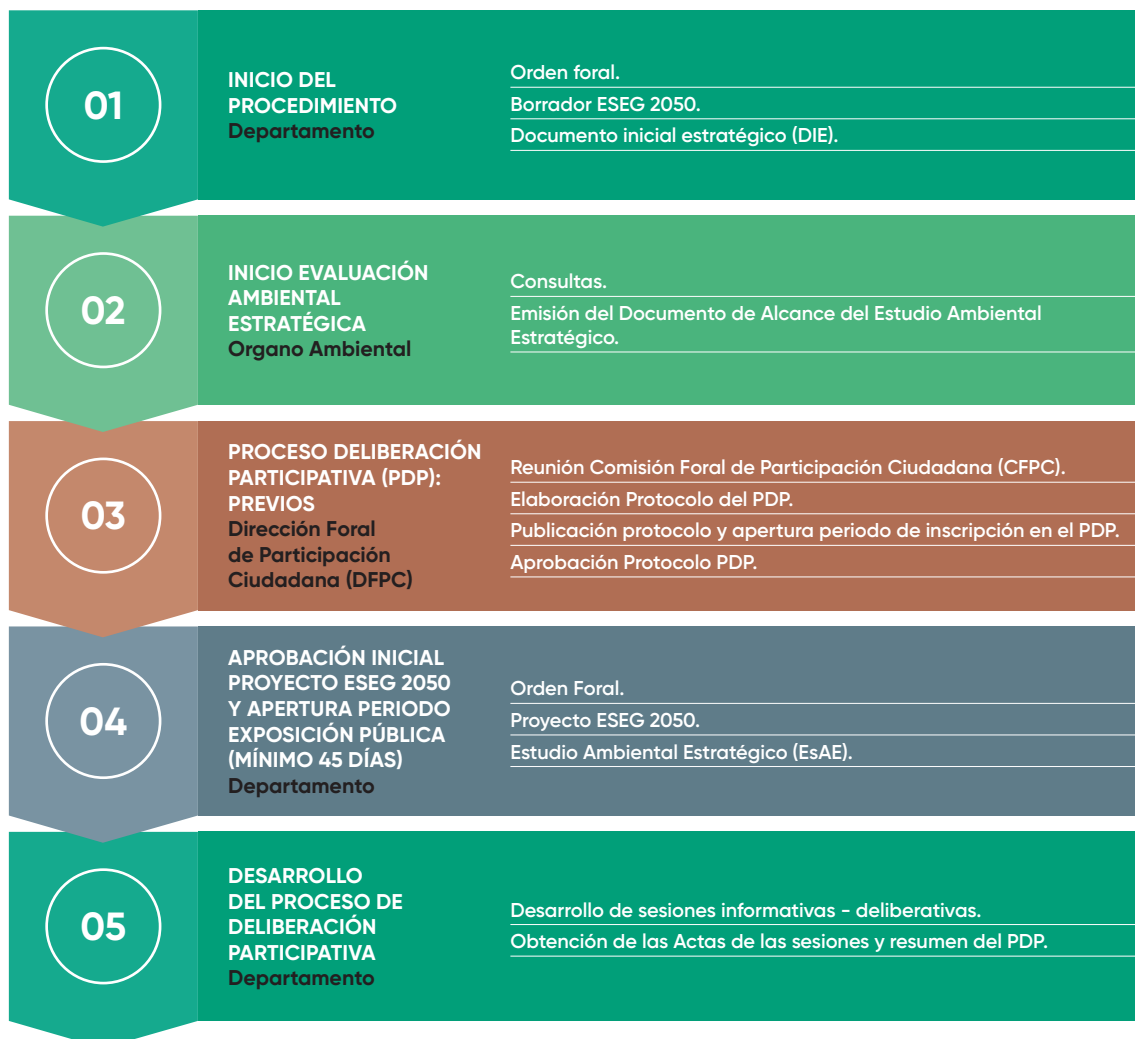 01
INICIO DEL
PROCEDIMIENTO
Departamento
Orden foral.
Borrador ESEG 2050.
Documento inicial estratégico (DIE).
02
INICIO EVALUACIÓN
AMBIENTAL
ESTRATÉGICA
Organo Ambiental
Consultas.
Emisión del Documento de Alcance del Estudio Ambiental
Estratégico.
03
PROCESO DELIBERACIÓN
PARTICIPATIVA (PDP):
PREVIOS
Dirección Foral
de Participación
Ciudadana (DFPC)
Reunión Comisión Foral de Participación Ciudadana (CFPC).
Elaboración Protocolo del PDP.
Publicación protocolo y apertura periodo de inscripción en el PDP.
Aprobación Protocolo PDP.
04
APROBACIÓN INICIAL
PROYECTO ESEG 2050
Y APERTURA PERIODO
EXPOSICIÓN PÚBLICA
(MÍNIMO 45 DÍAS)
Departamento
Orden Foral.
Proyecto ESEG 2050.
Estudio Ambiental Estratégico (EsAE).
05
DESARROLLO
DEL PROCESO DE
DELIBERACIÓN
PARTICIPATIVA
Departamento
Desarrollo de sesiones informativas - deliberativas.
Obtención de las Actas de las sesiones y resumen del PDP.